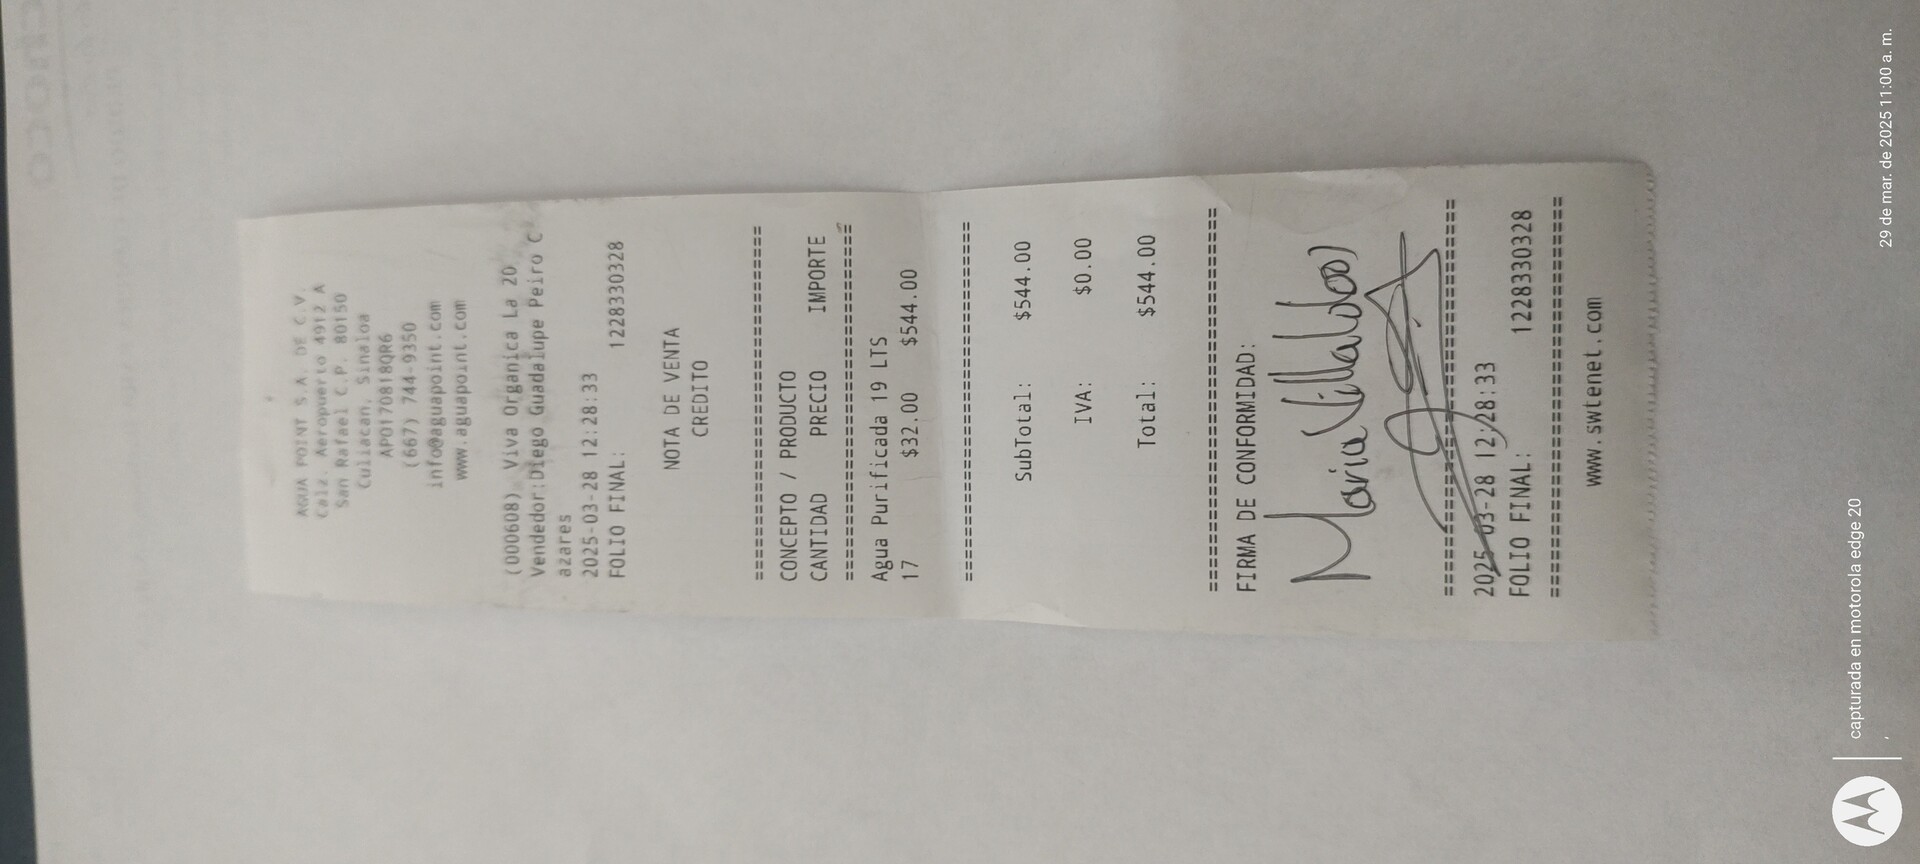 AGUA POINT S.A. DE C.V.
Calz. Aeropuerto 4912 A
San Rafael C.P. 80150
Culiacan, Sinaloa
APO170818QR6
(667) 744-9350
info@aguapoint.com
www.aguapoint.com
(000608) Viva Organica La 20
Vendedor:Diego Guadalupe Peiro C
azares
2025-03-28 12:28:33
FOLIO FINAL: 1228330328
NOTA DE VENTA
CREDITO
================================
CONCEPTO / PRODUCTO
CANTIDAD PRECIO IMPORTE
================================
Agua Purificada 19 LTS
17 $32.00 $544.00
================================
SubTotal: $544.00
IVA: $0.00
Total: $544.00
================================
FIRMA DE CONFORMIDAD:
Maria Villalobos
================================
2025-03-28 12:28:33
FOLIO FINAL: 1228330328
================================
www.swtenet.com
capturada en motorola edge 20
29 de mar. de 2025 11:00 a. m.